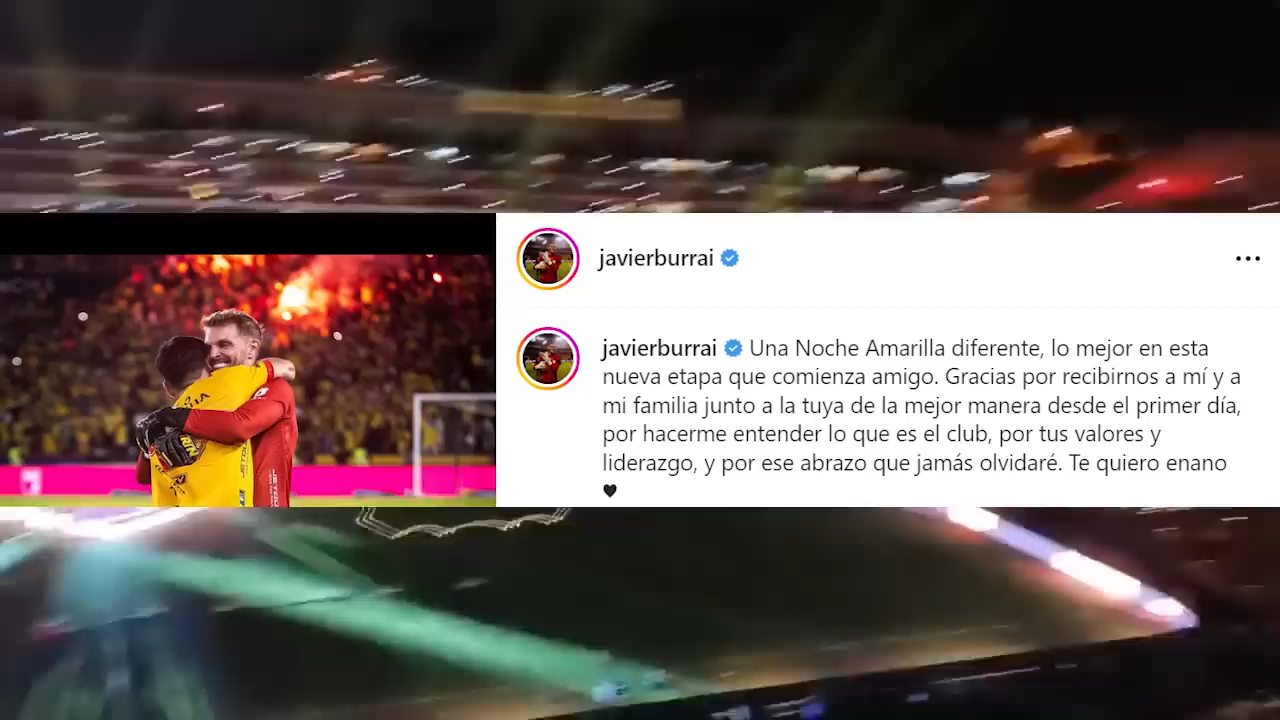 javierburrai
javierburrai Una Noche Amarilla diferente, lo mejor en esta
nueva etapa que comienza amigo. Gracias por recibirnos a mí y a
mi familia junto a la tuya de la mejor manera desde el primer día,
por hacerme entender lo que es el club, por tus valores y
liderazgo, y por ese abrazo que jamás olvidaré. Te quiero enano
🖤